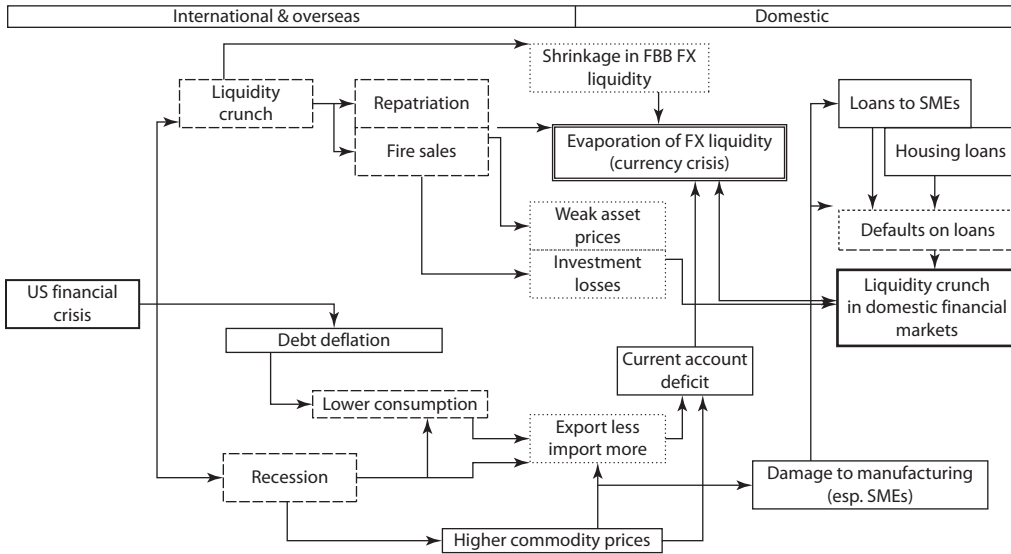 International & overseas
Domestic
Shrinkage in FBB FX
liquidity
Liquidity
crunch
Repatriation
Fire sales
Evaporation of FX liquidity
(currency crisis)
Loans to SMEs
Housing loans
Weak asset
prices
Investment
losses
Defaults on loans
US financial
crisis
Liquidity crunch
in domestic financial
markets
Debt deflation
Current account
deficit
Lower consumption
Export less
import more
Recession
Damage to manufacturing
(esp. SMEs)
Higher commodity prices